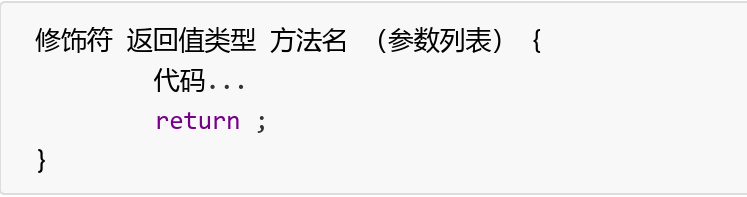 修饰符 返回值类型 方法名 （参数列表） {
代码...
return ;
}